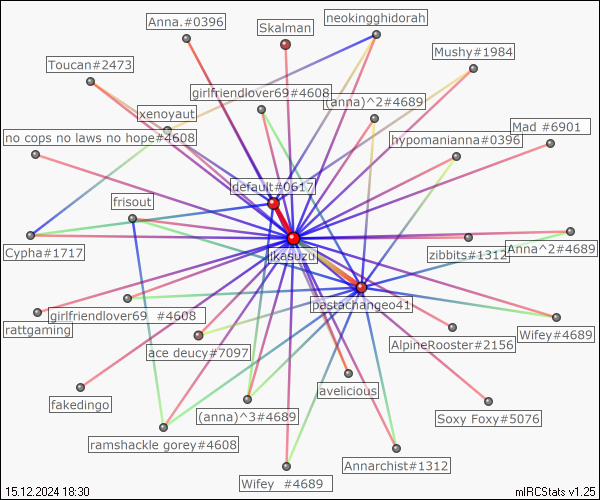 Anna.#0396
Skalman
neokingghidorah
Mushy#1984
Toucan#2473
girlfriendlover69#4608
(anna)^2#4689
xenoyaut
hypomanianna#0396
Mad #6901
no cops no laws no hope#4608
default#0617
frisout
Cypha#1717
jkasuzu
zibbits#1312
Anna^2#4689
pastachangeo41
rattgaming
girlfriendlover69 #4608
Wifey#4689
AlpineRooster#2156
ace deucy#7097
avelicious
fakedingo
(anna)^3#4689
Soxy Foxy#5076
ramshackle gorey#4608
Annarchist#1312
Wifey #4689
15.12.2024 18:30
mIRCStats v1.25